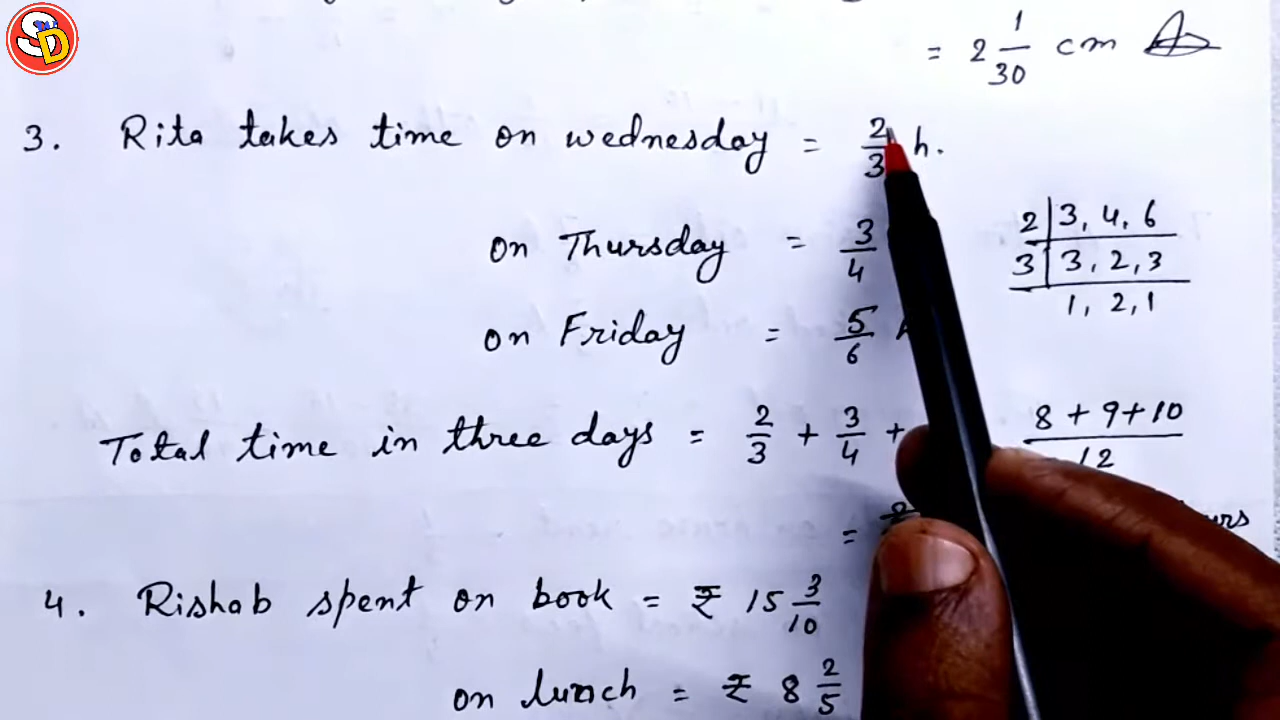 SD
= 2 1/30 cm
3. Rita takes time on wednesday = 2/3 h.
on Thursday = 3/4
on Friday = 5/6
2 | 3, 4, 6
3 | 3, 2, 3
1, 2, 1
Total time in three days = 2/3 + 3/4 + 8 + 9 + 10 / 12
=
4. Rishab spent on book = ₹ 15 3/10
on lunch = ₹ 8 2/5